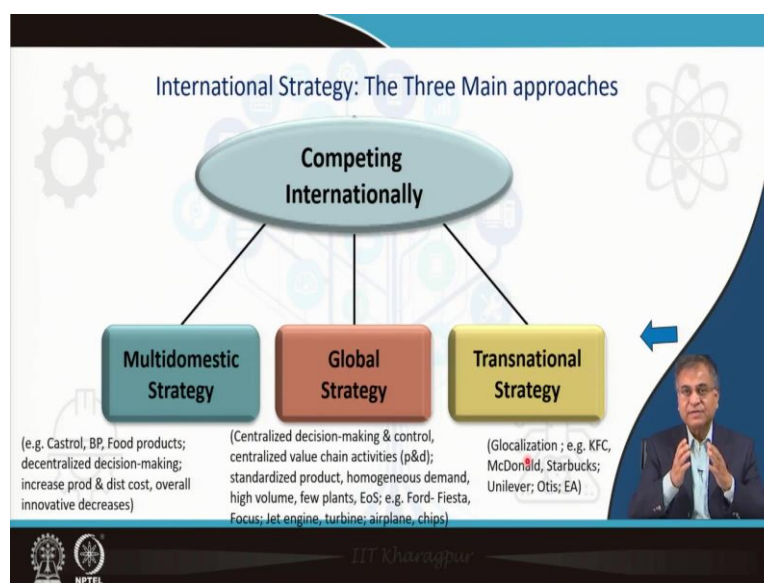 International Strategy: The Three Main approaches
Competing
Internationally
Multidomestic
Strategy
Global
Strategy
Transnational
Strategy
(e.g. Castrol, BP, Food products;
decentralized decision-making;
increase prod & dist cost, overall
innovative decreases)
(Centralized decision-making & control,
centralized value chain activities (p&d);
standardized product, homogeneous demand,
high volume, few plants, EoS; e.g. Ford- Fiesta,
Focus; Jet engine, turbine; airplane, chips)
(Glocalization ; e.g. KFC,
McDonald, Starbucks;
Unilever; Otis; EA)
IIT Kharagpur
NPTEL